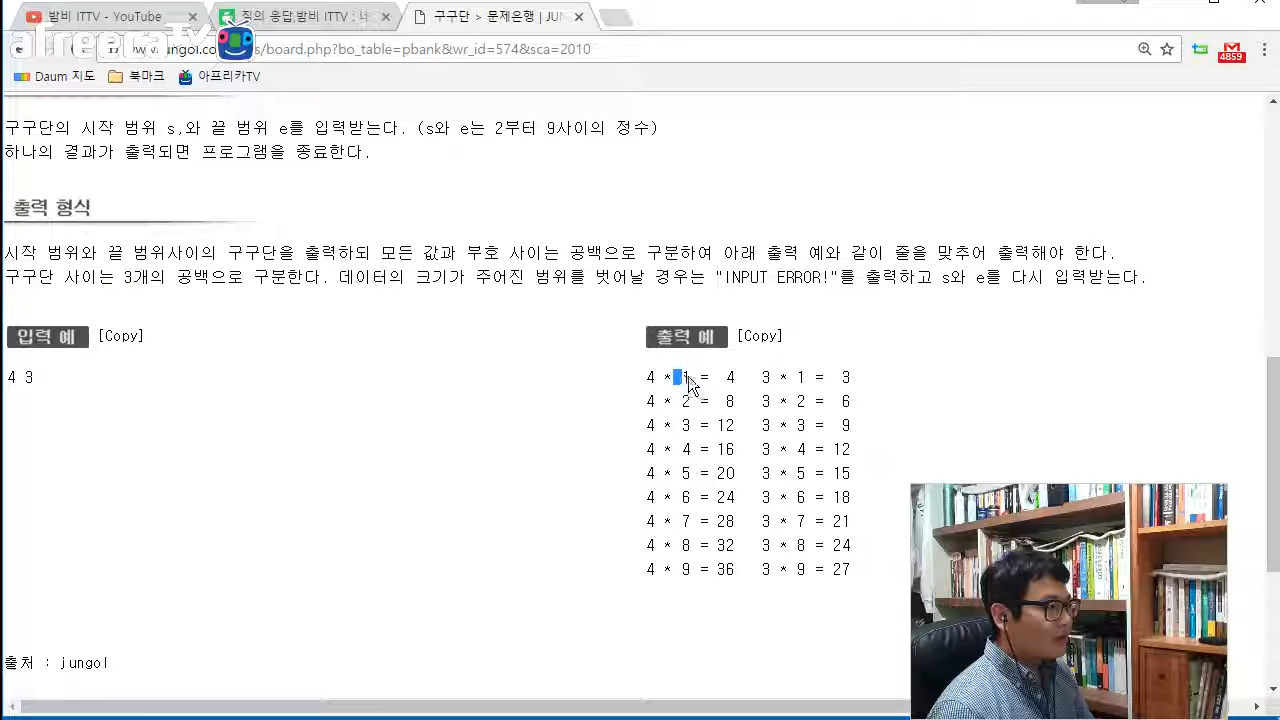 밤비 ITTV - YouTube
질의 응답 밤비 ITTV : 나
구구단 > 문제은행 | JUN
afreecaTV
s/board.php?bo_table=pbank&wr_id=574&sca=2010
4859
Daum 지도 북마크 아프리카TV
구구단의 시작 범위 s,와 끝 범위 e를 입력받는다. (s와 e는 2부터 9사이의 정수)
하나의 결과가 출력되면 프로그램을 종료한다.
출력 형식
시작 범위와 끝 범위사이의 구구단을 출력하되 모든 값과 부호 사이는 공백으로 구분하여 아래 출력 예와 같이 줄을 맞추어 출력해야 한다.
구구단 사이는 3개의 공백으로 구분한다. 데이터의 크기가 주어진 범위를 벗어날 경우는 "INPUT ERROR!"를 출력하고 s와 e를 다시 입력받는다.
입력 예 [Copy]
4 3
출력 예 [Copy]
4 * 1 =  4   3 * 1 =  3
4 * 2 =  8   3 * 2 =  6
4 * 3 = 12   3 * 3 =  9
4 * 4 = 16   3 * 4 = 12
4 * 5 = 20   3 * 5 = 15
4 * 6 = 24   3 * 6 = 18
4 * 7 = 28   3 * 7 = 21
4 * 8 = 32   3 * 8 = 24
4 * 9 = 36   3 * 9 = 27
출처 : jungol